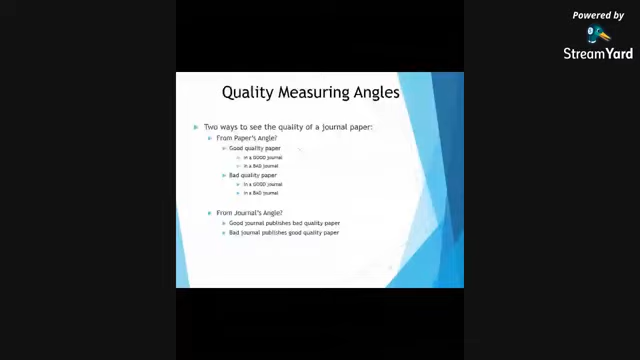 Powered by
StreamYard
Quality Measuring Angles
Two ways to see the quality of a journal paper:
From Paper's Angle?
Good quality paper
In a GOOD journal
In a BAD journal
Bad quality paper
In a GOOD journal
In a BAD journal
From Journal's Angle?
Good journal publishes bad quality paper
Bad journal publishes good quality paper